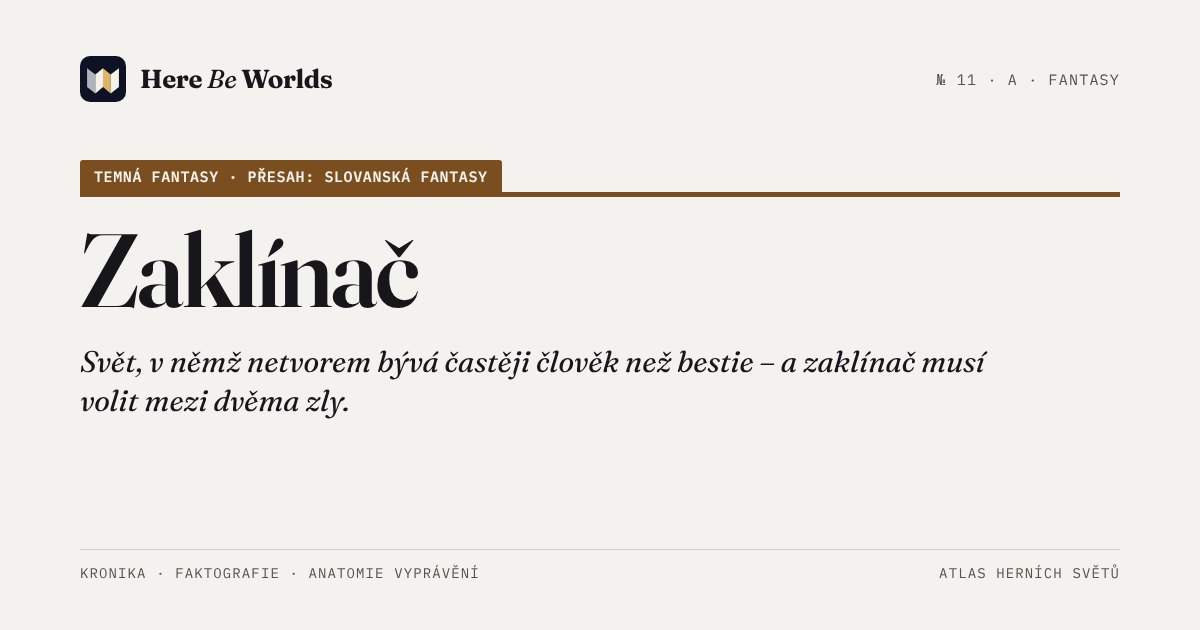 Here Be Worlds
№ 11 · A · FANTASY
TEMNÁ FANTASY · PŘESAH: SLOVANSKÁ FANTASY
Zaklínač
Svět, v němž netvorem bývá častěji člověk než bestie – a zaklínač musí
volit mezi dvěma zly.
KRONIKA · FAKTOGRAFIE · ANATOMIE VYPRÁVĚNÍ
ATLAS HERNÍCH SVĚTŮ